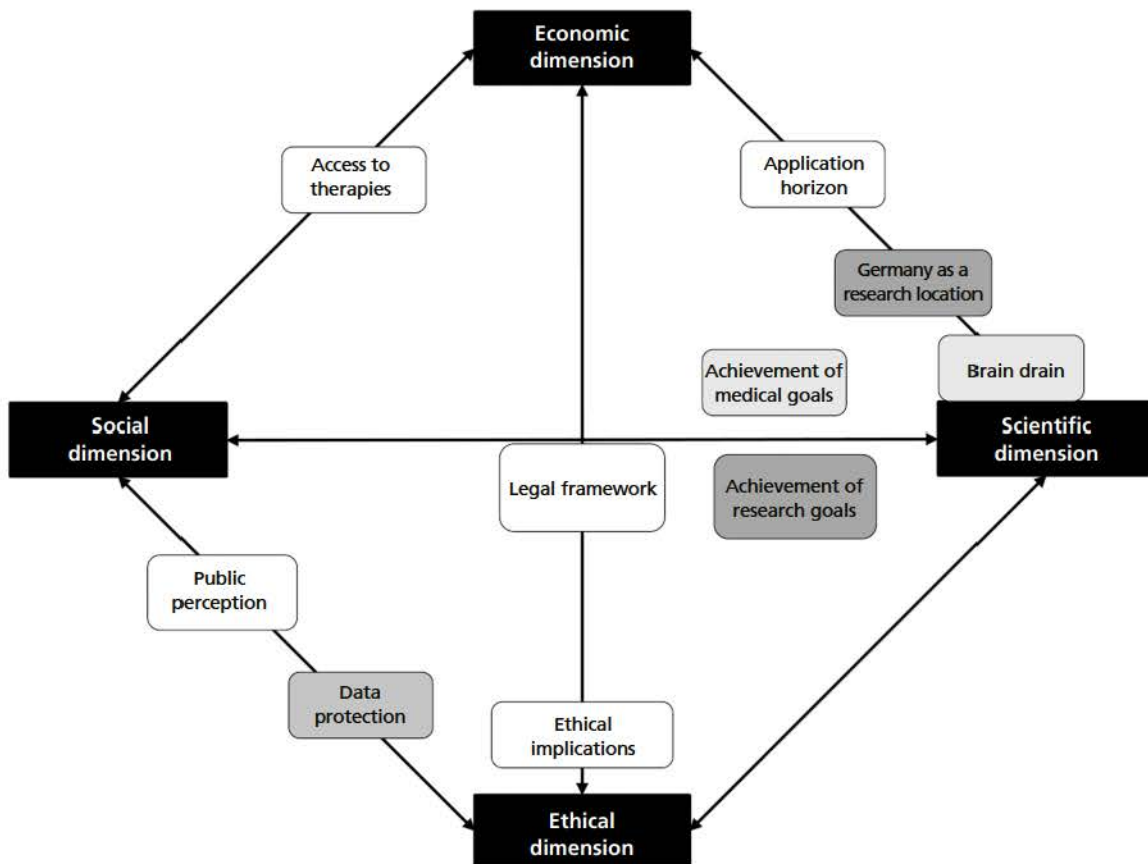 Economic
dimension
Access to
therapies
Application
horizon
Germany as a
research location
Achievement of
medical goals
Brain drain
Social
dimension
Scientific
dimension
Legal framework
Achievement of
research goals
Public
perception
Data
protection
Ethical
implications
Ethical
dimension